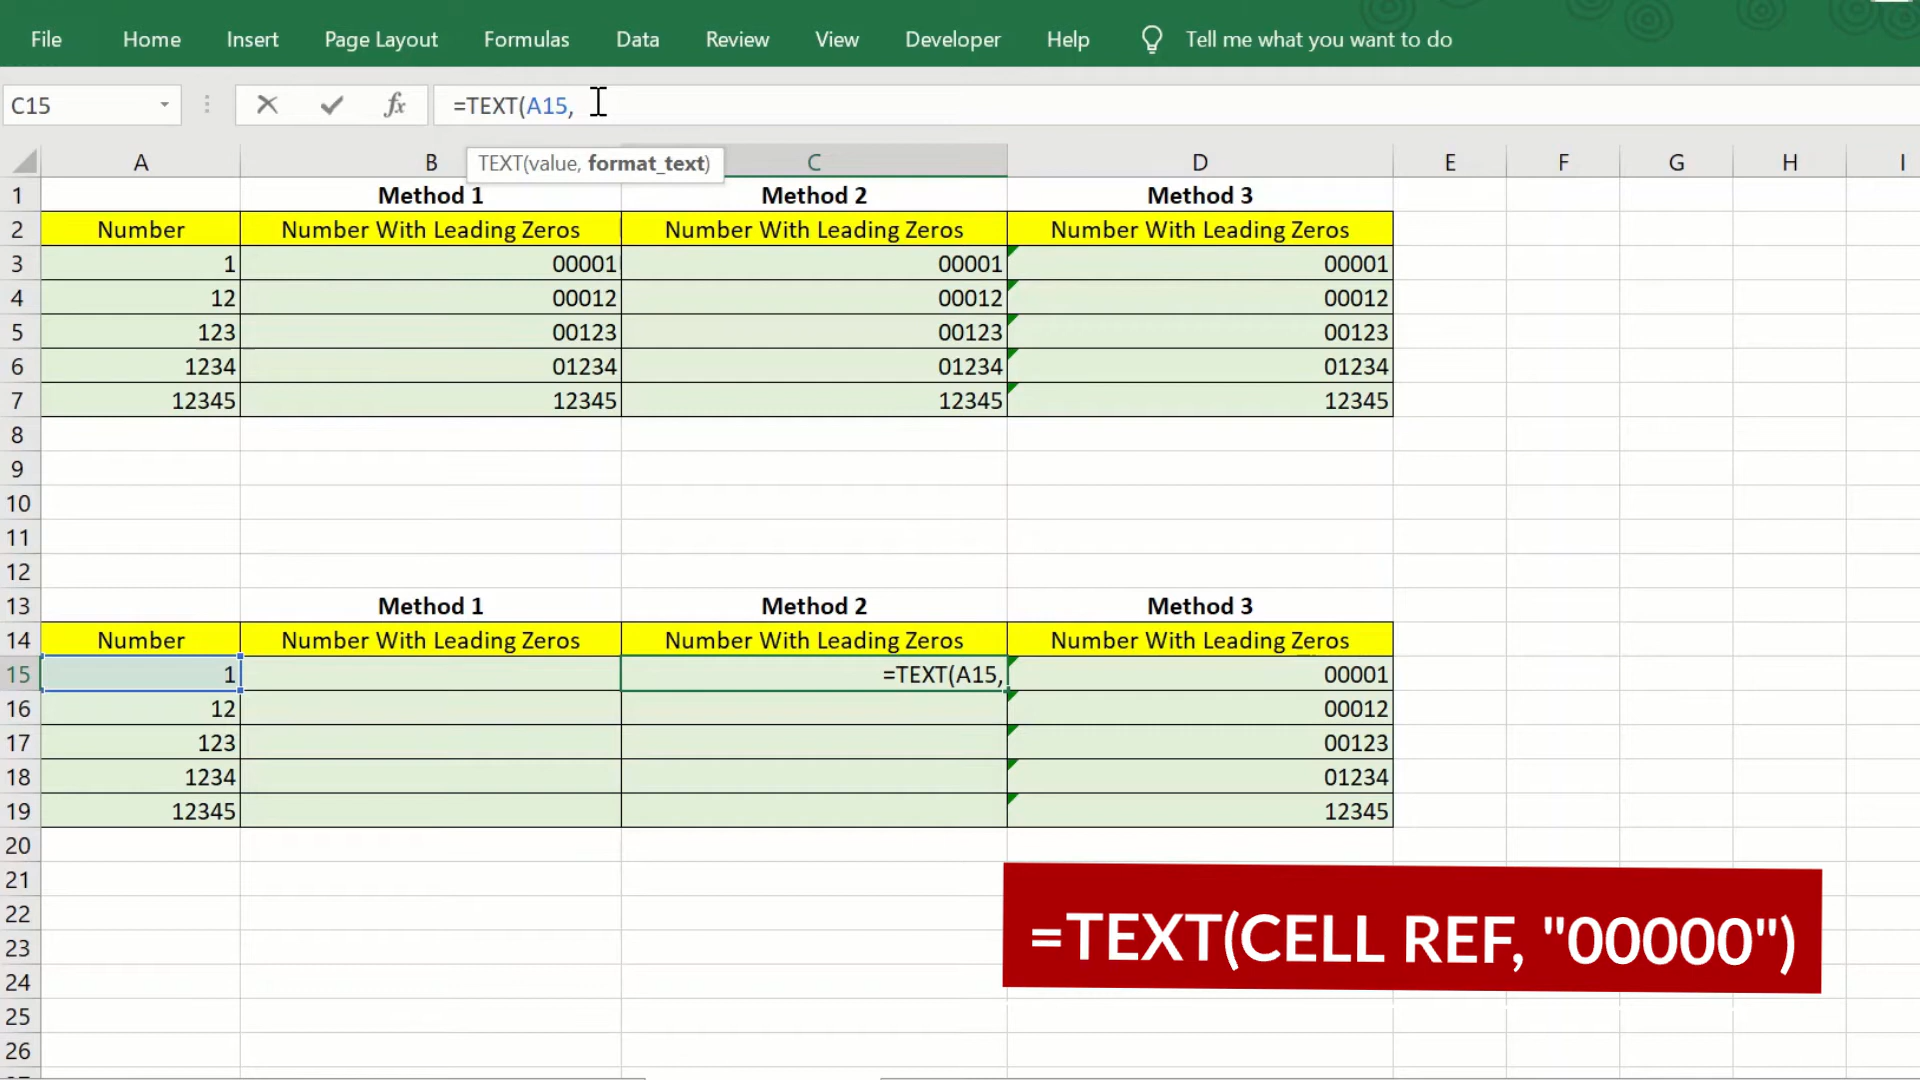 File Home Insert Page Layout Formulas Data Review View Developer Help Tell me what you want to do
C15 fx =TEXT(A15,
TEXT(value, format_text)
A B C D E F G H I
1 Method 1 Method 2 Method 3
2 Number Number With Leading Zeros Number With Leading Zeros Number With Leading Zeros
3 1 00001 00001 00001
4 12 00012 00012 00012
5 123 00123 00123 00123
6 1234 01234 01234 01234
7 12345 12345 12345 12345
8
9
10
11
12
13 Method 1 Method 2 Method 3
14 Number Number With Leading Zeros Number With Leading Zeros Number With Leading Zeros
15 1 =TEXT(A15, 00001
16 12 00012
17 123 00123
18 1234 01234
19 12345 12345
20
21
22
=TEXT(CELL REF, "00000")
23
24
25
26